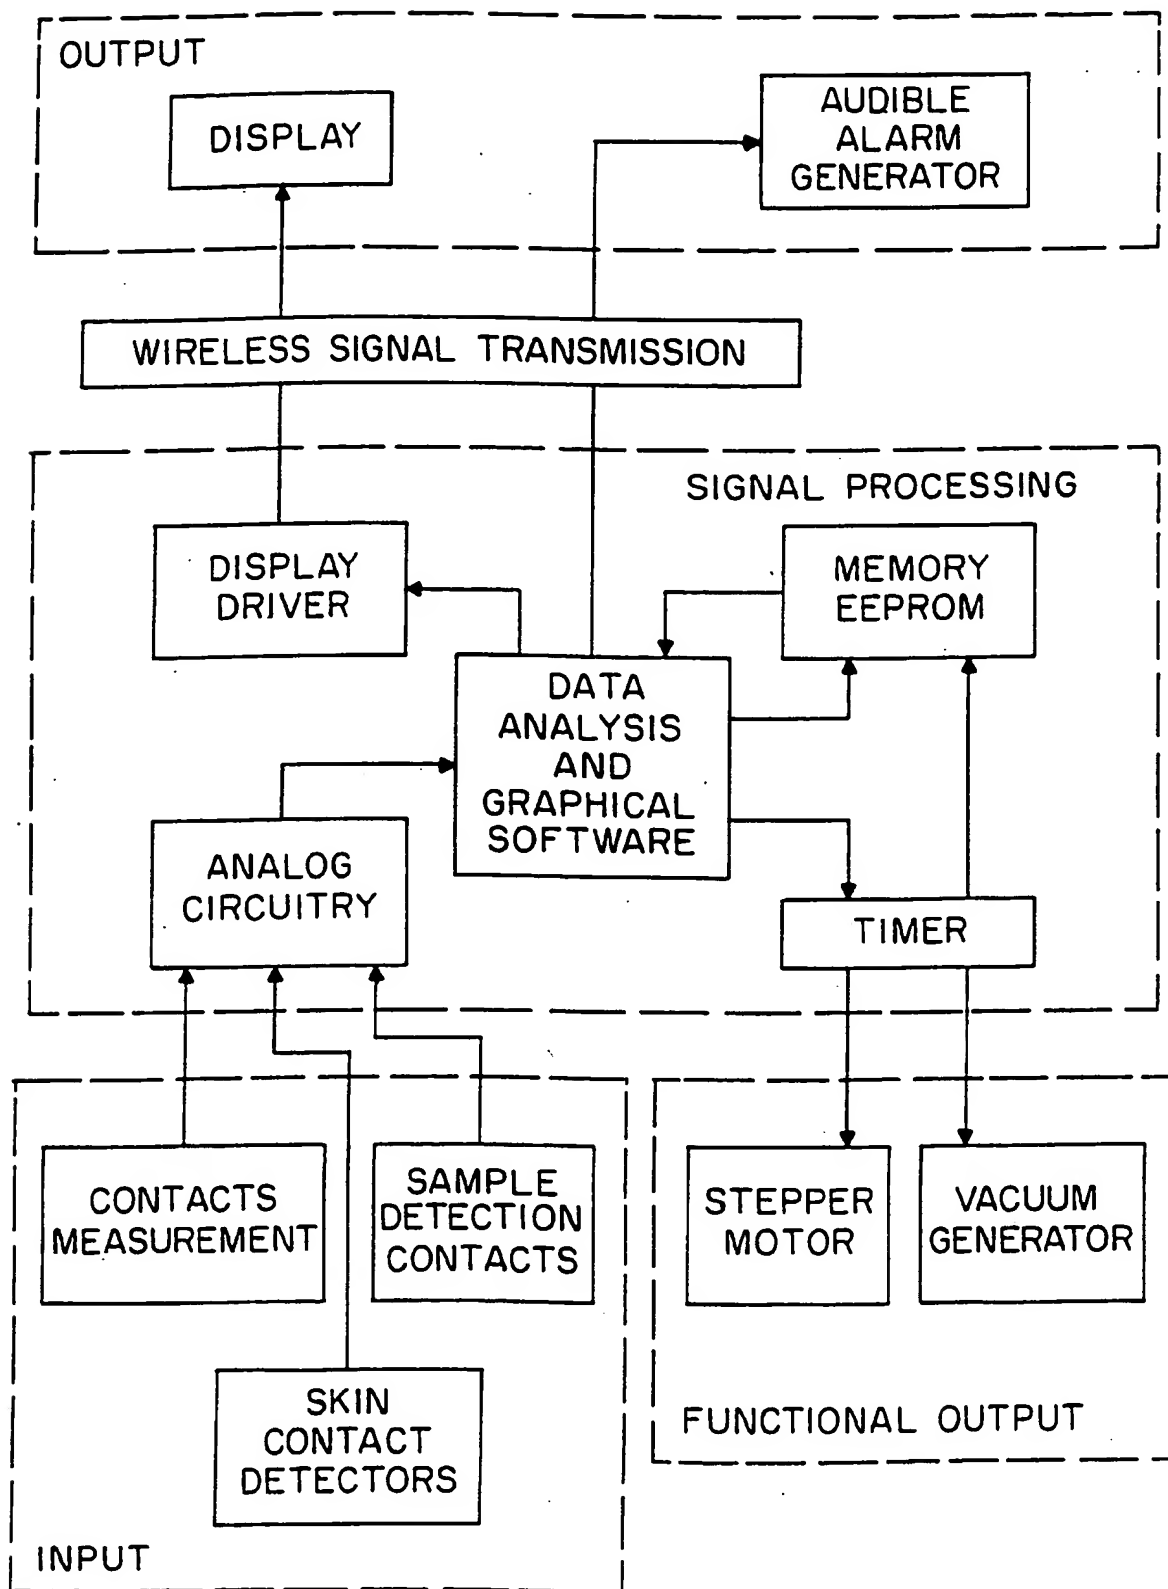 OUTPUT
DISPLAY
AUDIBLE
ALARM
GENERATOR
WIRELESS SIGNAL TRANSMISSION
SIGNAL PROCESSING
DISPLAY
DRIVER
MEMORY
EEPROM
DATA
ANALYSIS
AND
GRAPHICAL
SOFTWARE
ANALOG
CIRCUITRY
TIMER
CONTACTS
MEASUREMENT
SAMPLE
DETECTION
CONTACTS
STEPPER
MOTOR
VACUUM
GENERATOR
SKIN
CONTACT
DETECTORS
FUNCTIONAL OUTPUT
INPUT